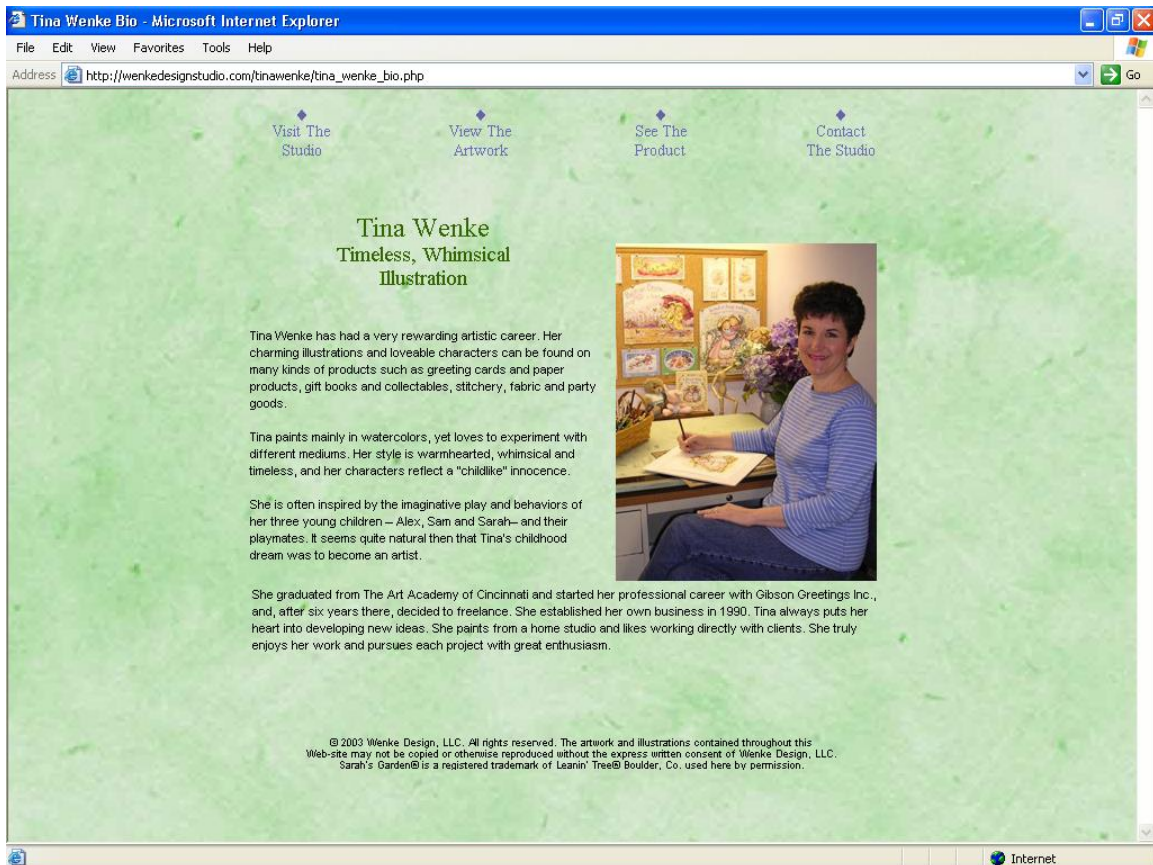 Tina Wenke Bio - Microsoft Internet Explorer
File Edit View Favorites Tools Help
Address http://wenkedesignstudio.com/tinawenke/tina_wenke_bio.php Go
Visit The Studio
View The Artwork
See The Product
Contact The Studio
Tina Wenke
Timeless, Whimsical
Illustration
Tina Wenke has had a very rewarding artistic career. Her
charming illustrations and loveable characters can be found on
many kinds of products such as greeting cards and paper
products, gift books and collectables, stitchery, fabric and party
goods.
Tina paints mainly in watercolors, yet loves to experiment with
different mediums. Her style is warmhearted, whimsical and
timeless, and her characters reflect a "childlike" innocence.
She is often inspired by the imaginative play and behaviors of
her three young children – Alex, Sam and Sarah– and their
playmates. It seems quite natural then that Tina's childhood
dream was to become an artist.
She graduated from The Art Academy of Cincinnati and started her professional career with Gibson Greetings Inc.,
and, after six years there, decided to freelance. She established her own business in 1990. Tina always puts her
heart into developing new ideas. She paints from a home studio and likes working directly with clients. She truly
enjoys her work and pursues each project with great enthusiasm.
© 2003 Wenke Design, LLC. All rights reserved. The artwork and illustrations contained throughout this
Web-site may not be copied or otherwise reproduced without the express written consent of Wenke Design, LLC.
Sarah's Garden® is a registered trademark of Leanin' Tree® Boulder, Co. used here by permission.
Internet